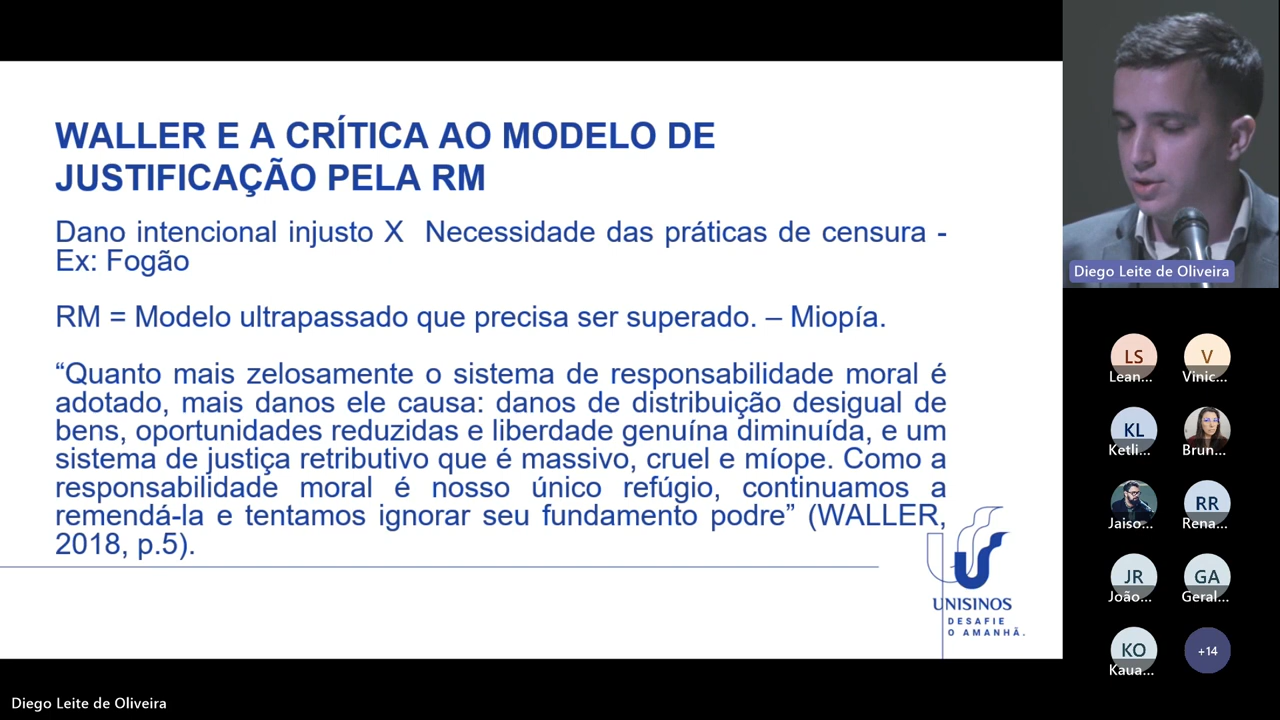 WALLER E A CRÍTICA AO MODELO DE
JUSTIFICAÇÃO PELA RM
Dano intencional injusto X Necessidade das práticas de censura -
Ex: Fogão
RM = Modelo ultrapassado que precisa ser superado. – Miopía.
“Quanto mais zelosamente o sistema de responsabilidade moral é
adotado, mais danos ele causa: danos de distribuição desigual de
bens, oportunidades reduzidas e liberdade genuína diminuída, e um
sistema de justiça retributivo que é massivo, cruel e míope. Como a
responsabilidade moral é nosso único refúgio, continuamos a
remendá-la e tentamos ignorar seu fundamento podre” (WALLER,
2018, p.5).
UNISINOS
DESAFIE
O AMANHÃ.
Diego Leite de Oliveira
LS
Lean...
V
Vinic...
KL
Ketli...
Brun...
Jaiso...
RR
Rena...
JR
João...
GA
Geral...
KO
Kaua...
+14
Diego Leite de Oliveira